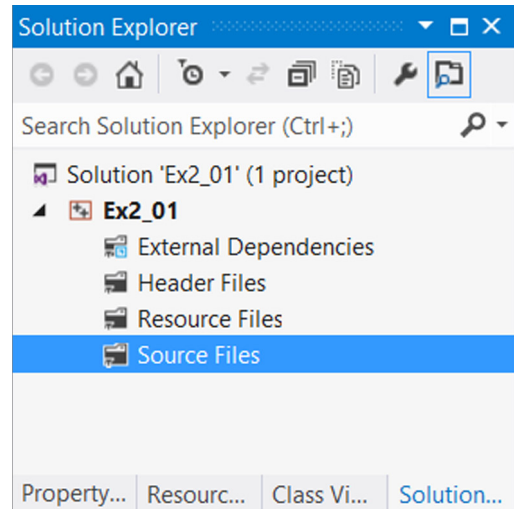 Solution Explorer
Search Solution Explorer (Ctrl+;)
Solution 'Ex2_01' (1 project)
Ex2_01
External Dependencies
Header Files
Resource Files
Source Files
Property... Resourc... Class Vi... Solution...